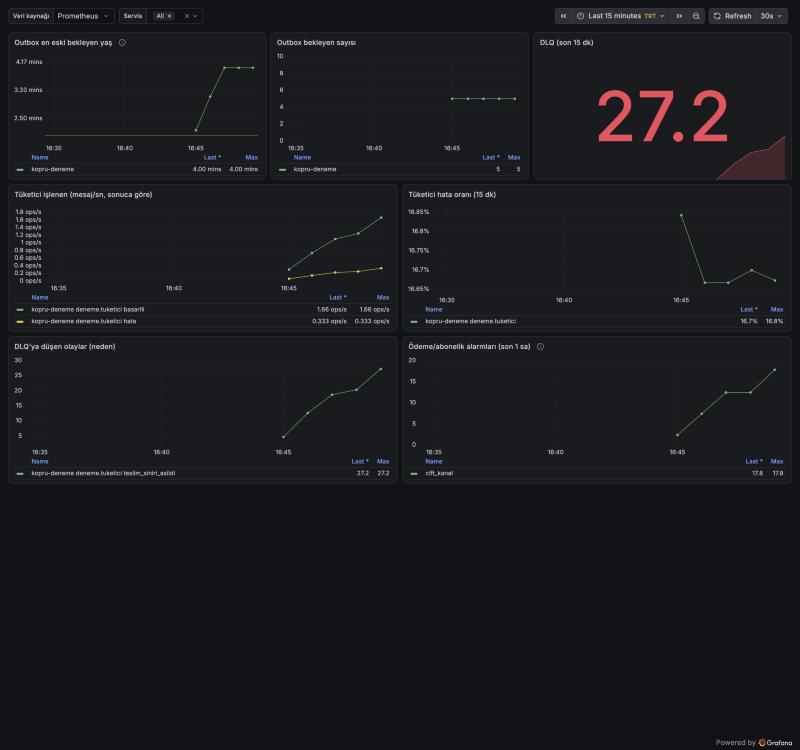 Veri kaynağı Prometheus Servis All × Last 15 minutes TRT Refresh 30s
Outbox en eski bekleyen yaş
4.17 mins
3.33 mins
2.50 mins
16:35 16:40 16:45
Name Last * Max
kopru-deneme 4.00 mins 4.00 mins
Outbox bekleyen sayısı
10
8
6
4
2
0
16:35 16:40 16:45
Name Last * Max
kopru-deneme 5 5
DLQ (son 15 dk)
27.2
Tüketici işlenen (mesaj/sn, sonuca göre)
1.8 ops/s
1.6 ops/s
1.4 ops/s
1.2 ops/s
1 ops/s
0.8 ops/s
0.6 ops/s
0.4 ops/s
0.2 ops/s
0 ops/s
16:35 16:40 16:45
Name Last * Max
kopru-deneme deneme.tuketici basarili 1.66 ops/s 1.66 ops/s
kopru-deneme deneme.tuketici hata 0.333 ops/s 0.333 ops/s
Tüketici hata oranı (15 dk)
16.85%
16.8%
16.75%
16.7%
16.65%
16:35 16:40 16:45
Name Last * Max
kopru-deneme deneme.tuketici 16.7% 16.8%
DLQ'ya düşen olaylar (neden)
30
25
20
15
10
5
16:35 16:40 16:45
Name Last * Max
kopru-deneme deneme.tuketici teslim_siniri_asildi 27.2 27.2
Ödeme/abonelik alarmları (son 1 sa)
20
15
10
5
0
16:35 16:40 16:45
Name Last * Max
cift_kanal 17.8 17.8
Powered by Grafana